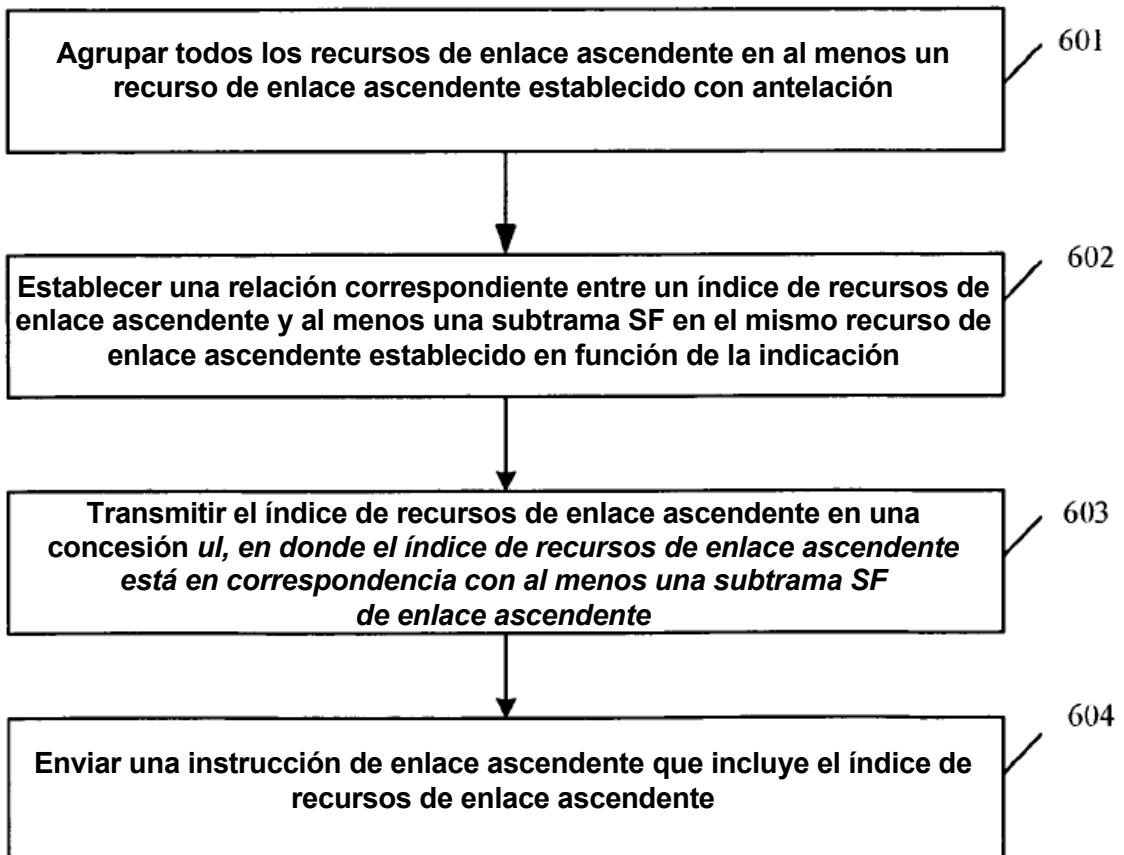 Agrupar todos los recursos de enlace ascendente en al menos un
recurso de enlace ascendente establecido con antelación
601
Establecer una relación correspondiente entre un índice de recursos de
enlace ascendente y al menos una subtrama SF en el mismo recurso de
enlace ascendente establecido en función de la indicación
602
Transmitir el índice de recursos de enlace ascendente en una
concesión ul, en donde el índice de recursos de enlace ascendente
está en correspondencia con al menos una subtrama SF
de enlace ascendente
603
Enviar una instrucción de enlace ascendente que incluye el índice de
recursos de enlace ascendente
604